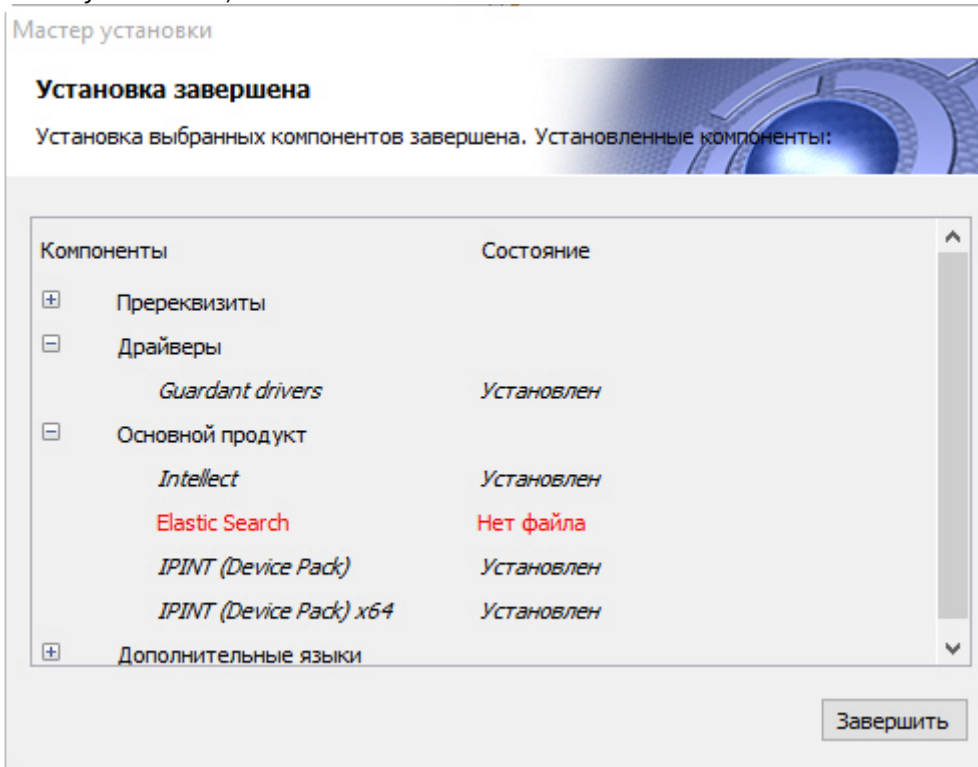 Мастер установки
Установка завершена
Установка выбранных компонентов завершена. Установленные компоненты:
Компоненты Состояние
Пререквизиты
Драйверы
Guardant drivers Установлен
Основной продукт
Intellect Установлен
Elastic Search Нет файла
IPINT (Device Pack) Установлен
IPINT (Device Pack) x64 Установлен
Дополнительные языки
Завершить